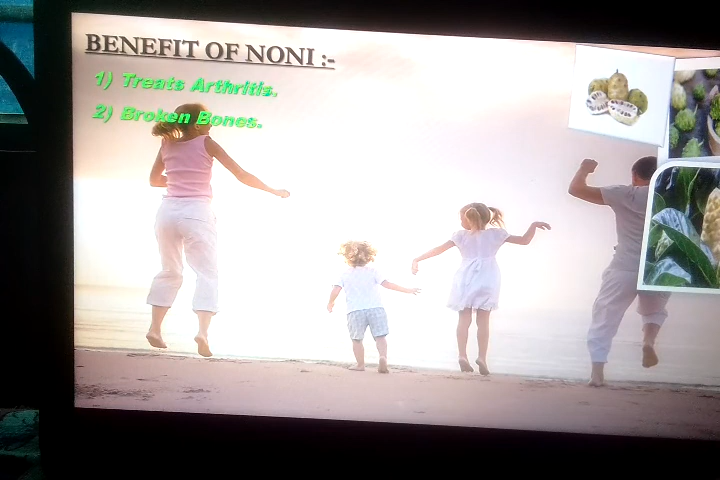 BENEFIT OF NONI :-
1) Treats Arthritis.
2) Broken Bones.